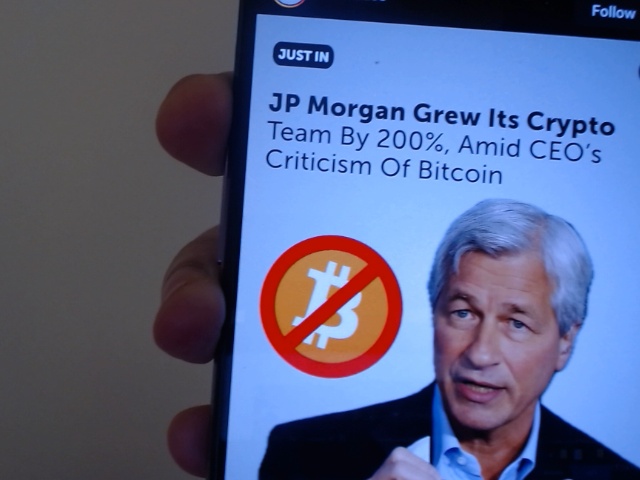 Follow
JUST IN
JP Morgan Grew Its Crypto
Team By 200%, Amid CEO's
Criticism Of Bitcoin